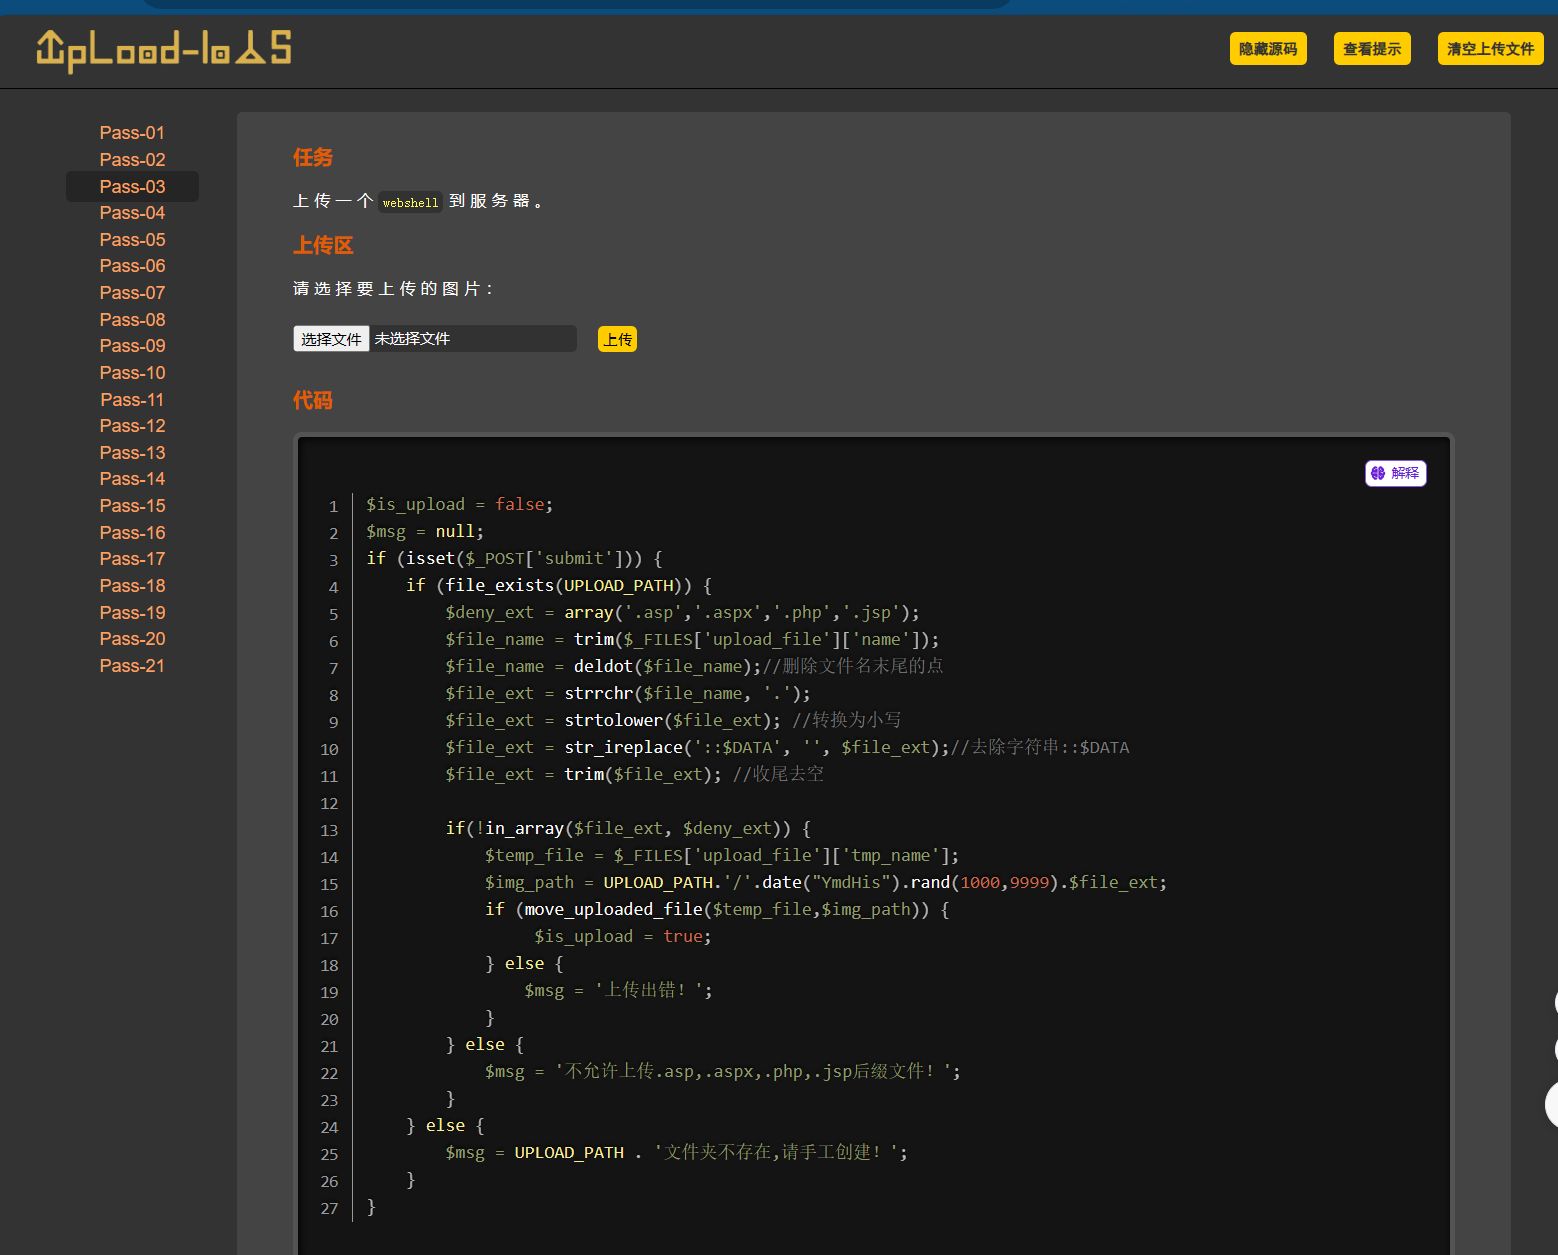 UpLoad-labs
隐藏源码 查看提示 清空上传文件
Pass-01
Pass-02
Pass-03
Pass-04
Pass-05
Pass-06
Pass-07
Pass-08
Pass-09
Pass-10
Pass-11
Pass-12
Pass-13
Pass-14
Pass-15
Pass-16
Pass-17
Pass-18
Pass-19
Pass-20
Pass-21
任务
上传一个 webshell 到服务器。
上传区
请选择要上传的图片：
选择文件 未选择文件 上传
代码
解释
1 $is_upload = false;
2 $msg = null;
3 if (isset($_POST['submit'])) {
4     if (file_exists(UPLOAD_PATH)) {
5         $deny_ext = array('.asp','.aspx','.php','.jsp');
6         $file_name = trim($_FILES['upload_file']['name']);
7         $file_name = deldot($file_name);//删除文件名末尾的点
8         $file_ext = strrchr($file_name, '.');
9         $file_ext = strtolower($file_ext); //转换为小写
10         $file_ext = str_ireplace('::$DATA', '', $file_ext);//去除字符串::$DATA
11         $file_ext = trim($file_ext); //收尾去空
12
13         if(!in_array($file_ext, $deny_ext)) {
14             $temp_file = $_FILES['upload_file']['tmp_name'];
15             $img_path = UPLOAD_PATH.'/'.date("YmdHis").rand(1000,9999).$file_ext;
16             if (move_uploaded_file($temp_file,$img_path)) {
17                  $is_upload = true;
18             } else {
19                 $msg = '上传出错！';
20             }
21         } else {
22             $msg = '不允许上传.asp,.aspx,.php,.jsp后缀文件！';
23         }
24     } else {
25         $msg = UPLOAD_PATH . '文件夹不存在,请手工创建！';
26     }
27 }